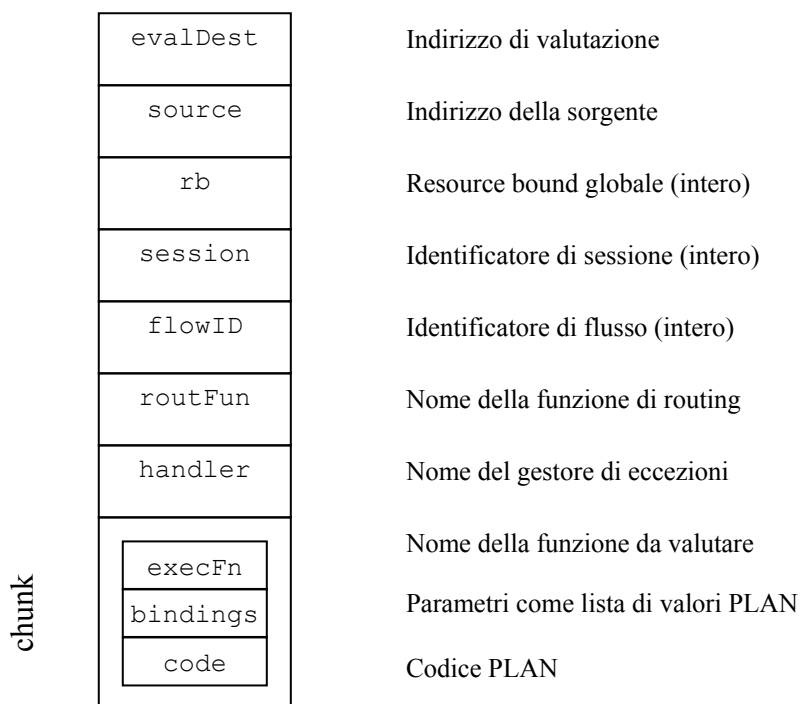 evalDest Indirizzo di valutazione
source Indirizzo della sorgente
rb Resource bound globale (intero)
session Identificatore di sessione (intero)
flowID Identificatore di flusso (intero)
routFun Nome della funzione di routing
handler Nome del gestore di eccezioni
chunk
execFn Nome della funzione da valutare
bindings Parametri come lista di valori PLAN
code Codice PLAN